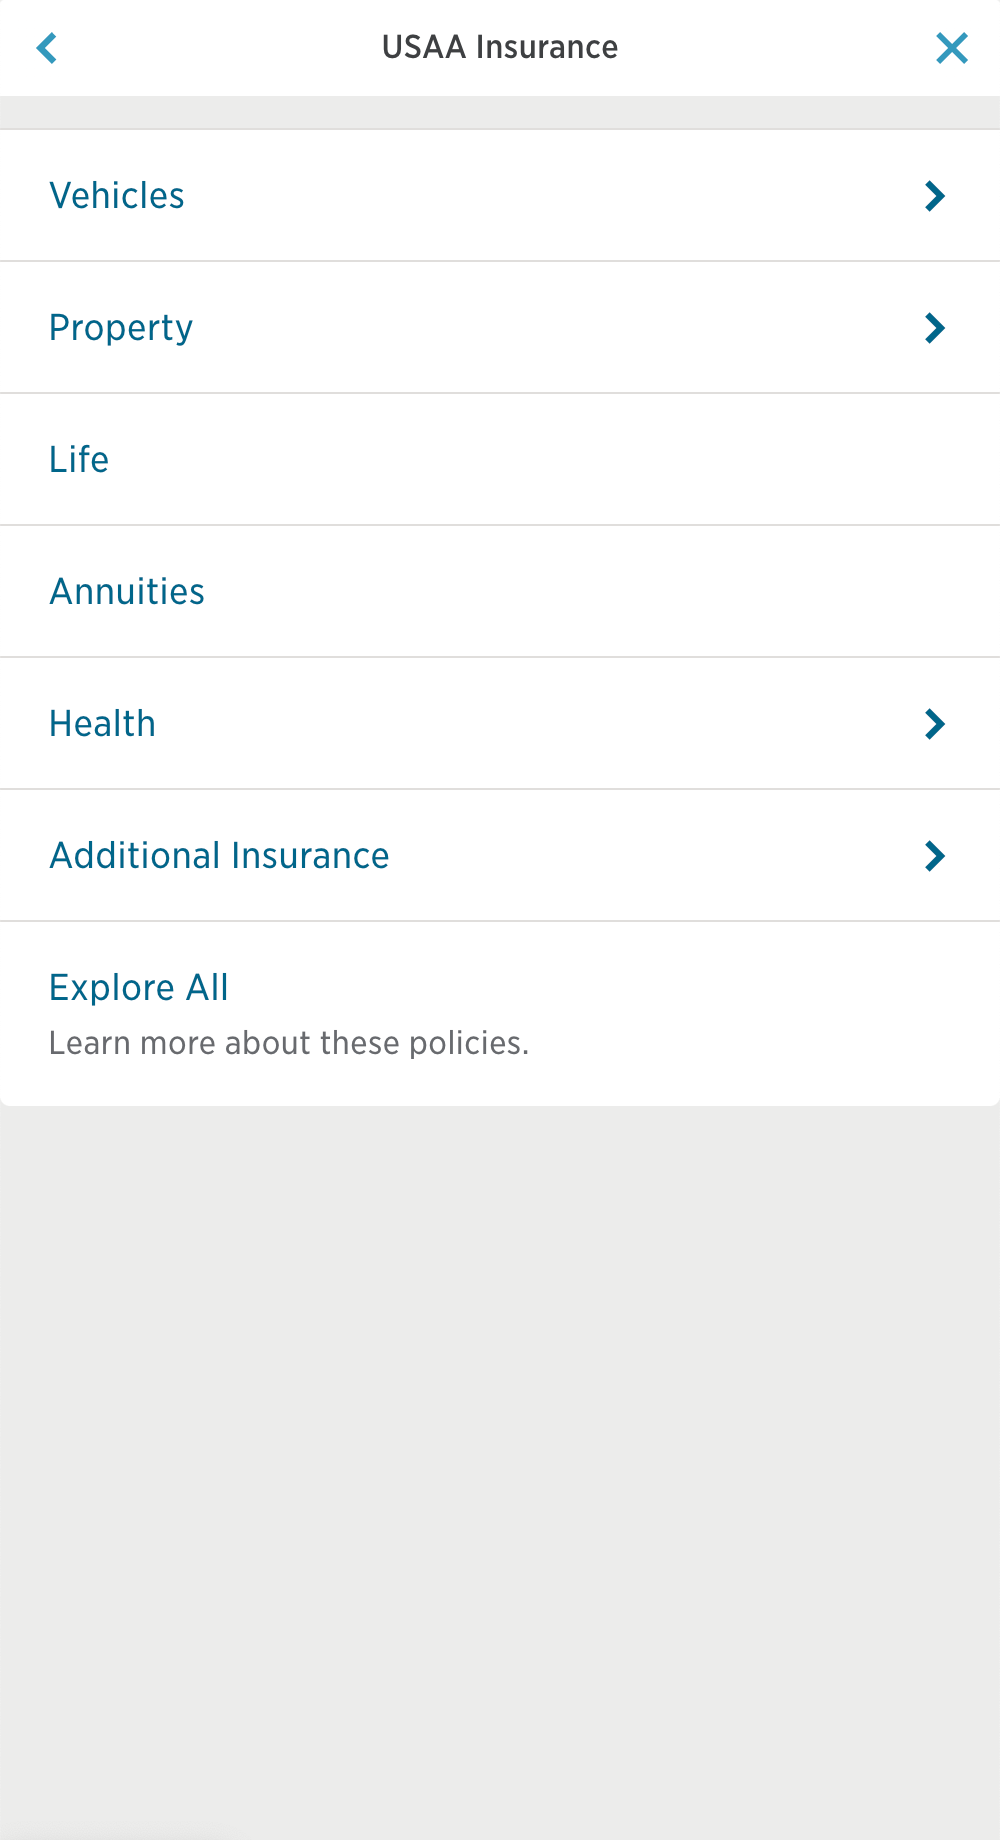 USAA Insurance
Vehicles
Property
Life
Annuities
Health
Additional Insurance
Explore All
Learn more about these policies.